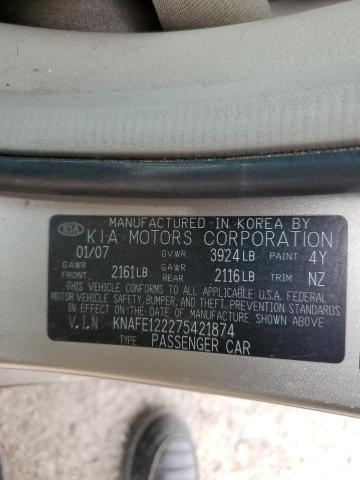 MANUFACTURED IN KOREA BY
KIA KIA MOTORS CORPORATION
01/07 GVWR 3924LB PAINT 4Y
GAWR FRONT 2161LB GAWR REAR 2116LB TRIM NZ
THIS VEHICLE CONFORMS TO ALL APPLICABLE U.S.A. FEDERAL
MOTOR VEHICLE SAFETY, BUMPER, AND THEFT PREVENTION STANDARDS
IN EFFECT ON THE DATE OF MANUFACTURE SHOWN ABOVE.
V.I.N KNAFE122275421874
TYPE PASSENGER CAR